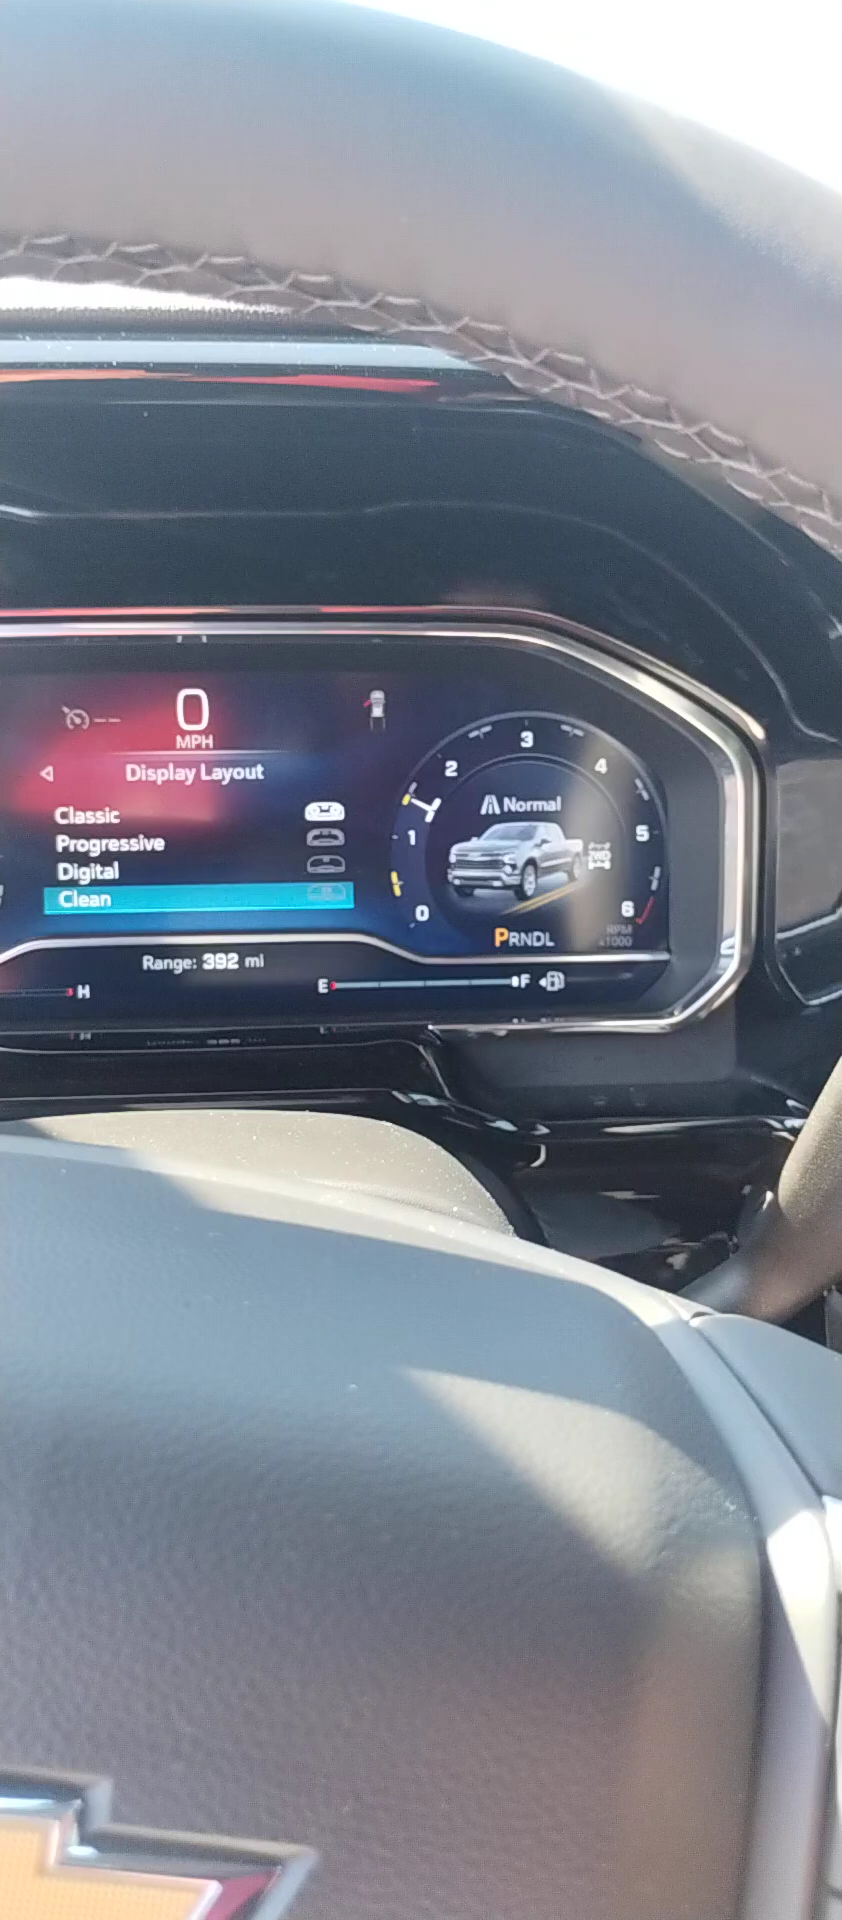 0
MPH
Display Layout
Classic
Progressive
Digital
Clean
Range: 392 mi
H
E
F
0
1
2
3
4
5
6
Normal
2WD
PRNDL
RPM
x1000